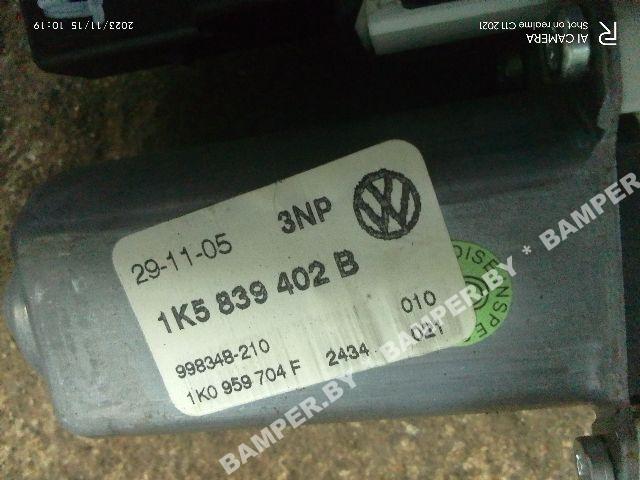 2023/11/15 10:19
AI CAMERA
Shot on realme C11 2021
R
29-11-05 3NP
1K5 839 402 B
998348-210 010
1K0 959 704 F 2434 021
BAMPER.BY * BAMPER.BY * BAMPER